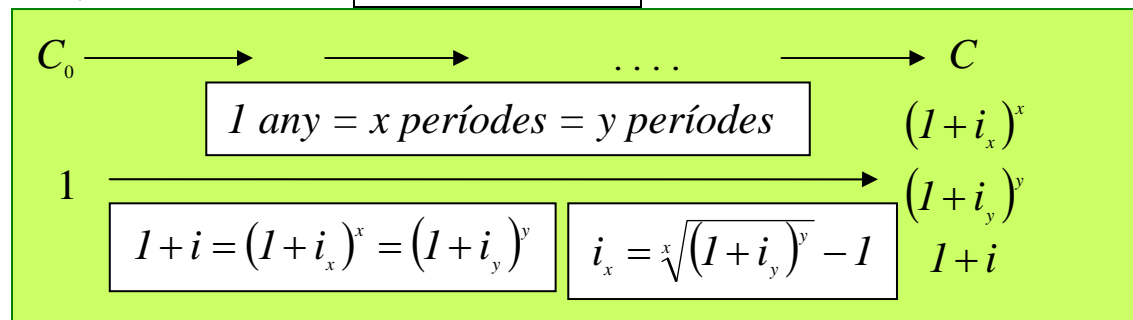 C₀ → → . . . . → C
1 any = x períodes = y períodes
(1+iₓ)ˣ
1 → (1+i_y)ʸ
1+i=(1+iₓ)ˣ=(1+i_y)ʸ
iₓ = ˣ√((1+i_y)ʸ) −1
1+i